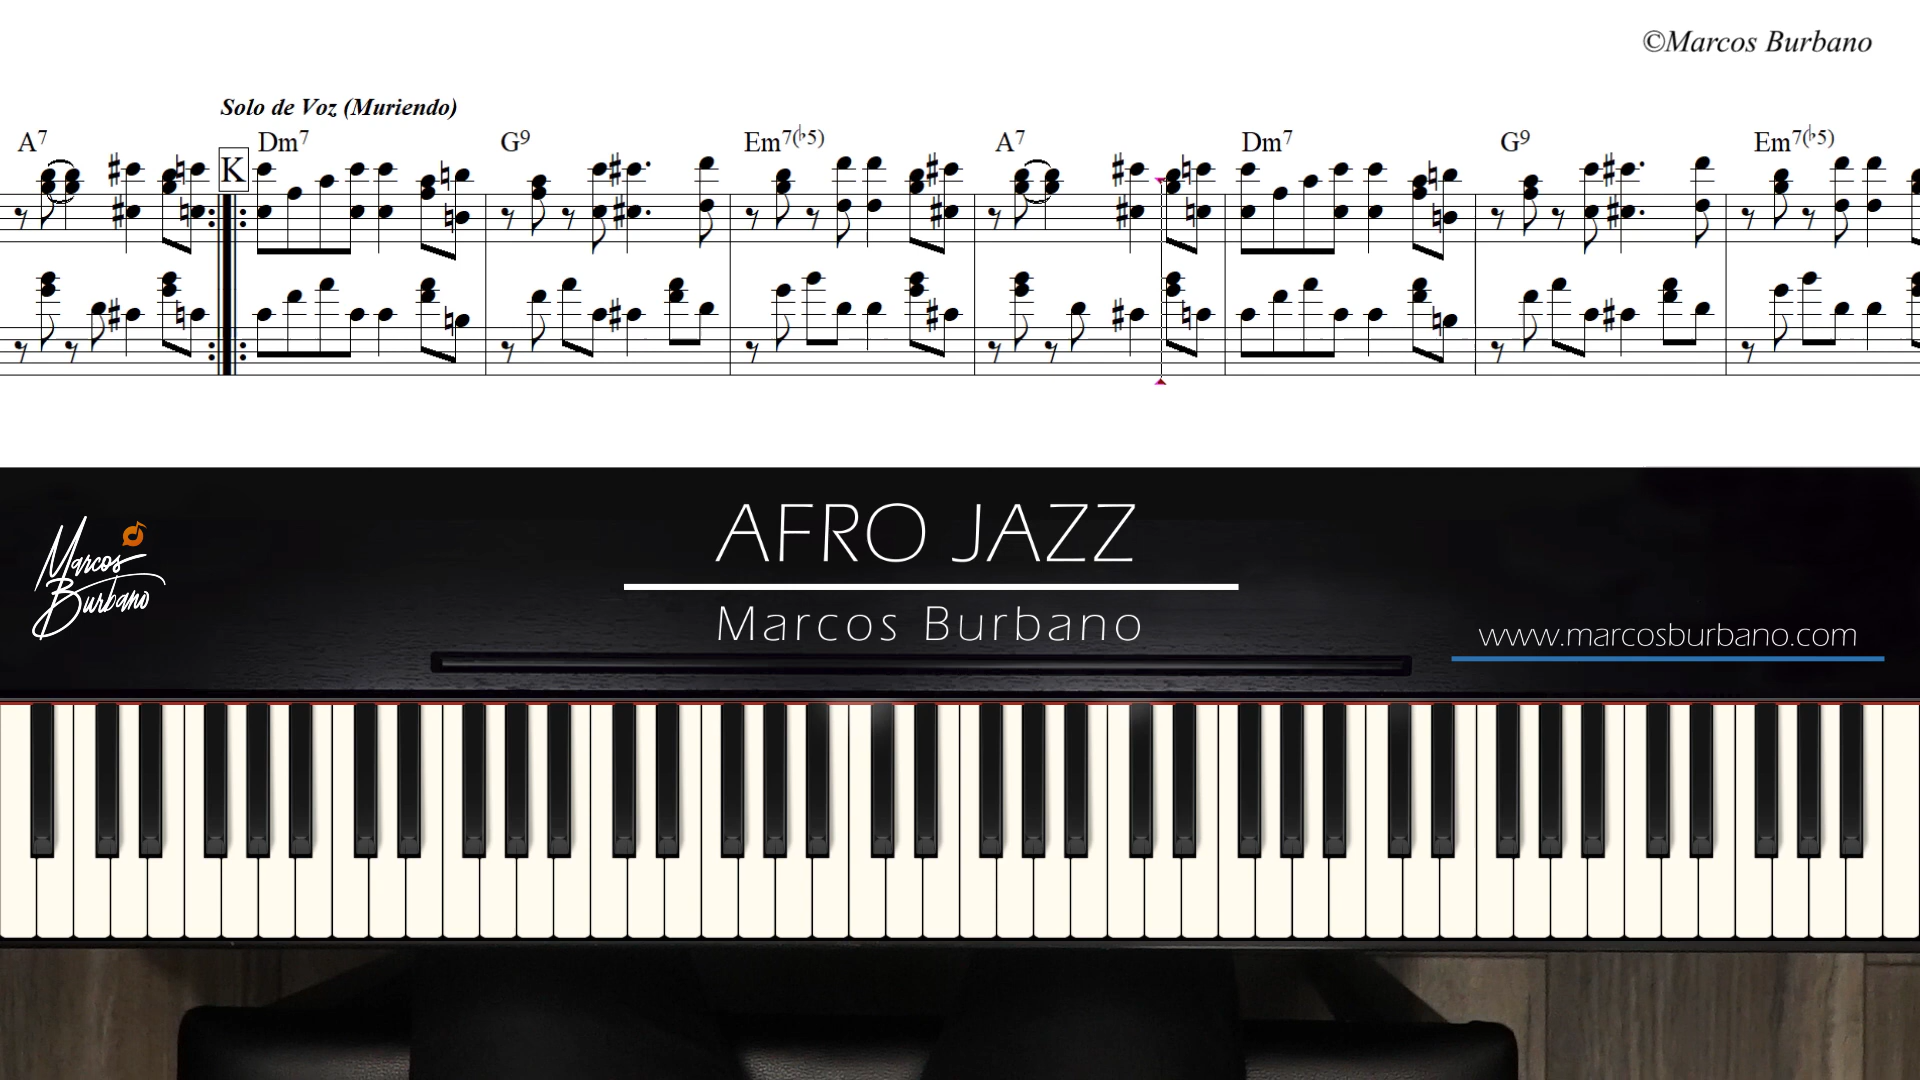 ©Marcos Burbano
Solo de Voz (Muriendo)
A7 Dm7 G9 Em7(♭5) A7 Dm7 G9 Em7(♭5)
K
AFRO JAZZ
Marcos Burbano
Marcos
Burbano
www.marcosburbano.com